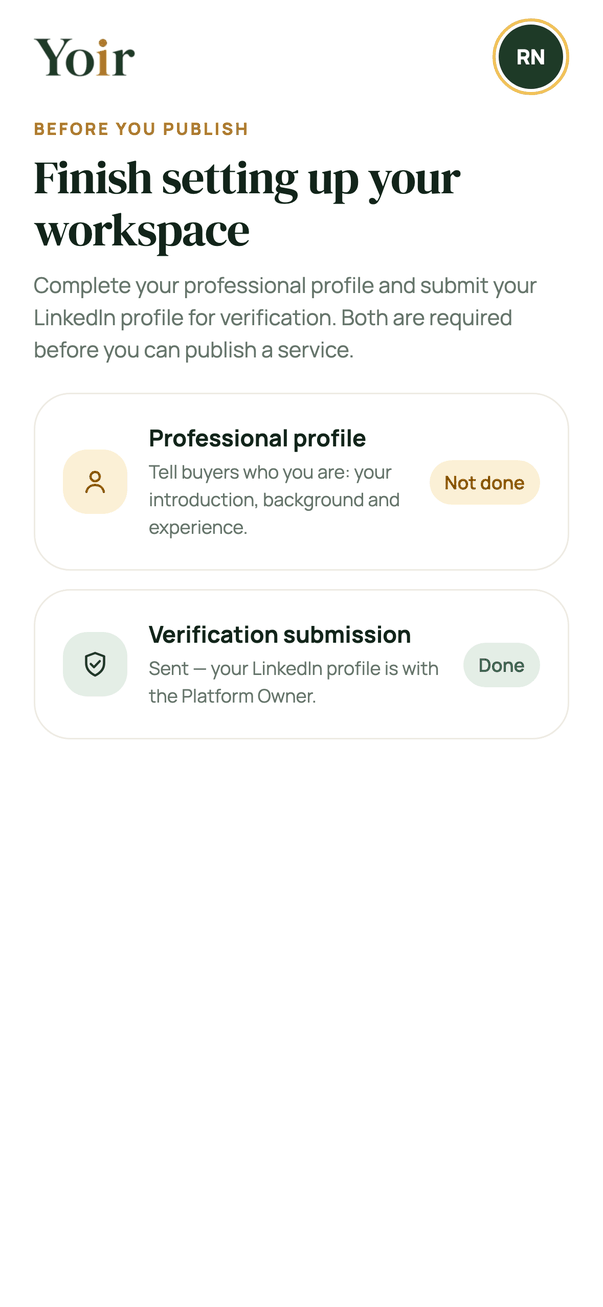 Yoir
RN
BEFORE YOU PUBLISH
Finish setting up your
workspace
Complete your professional profile and submit your
LinkedIn profile for verification. Both are required
before you can publish a service.
Professional profile
Tell buyers who you are: your
introduction, background and
experience.
Not done
Verification submission
Sent — your LinkedIn profile is with
the Platform Owner.
Done